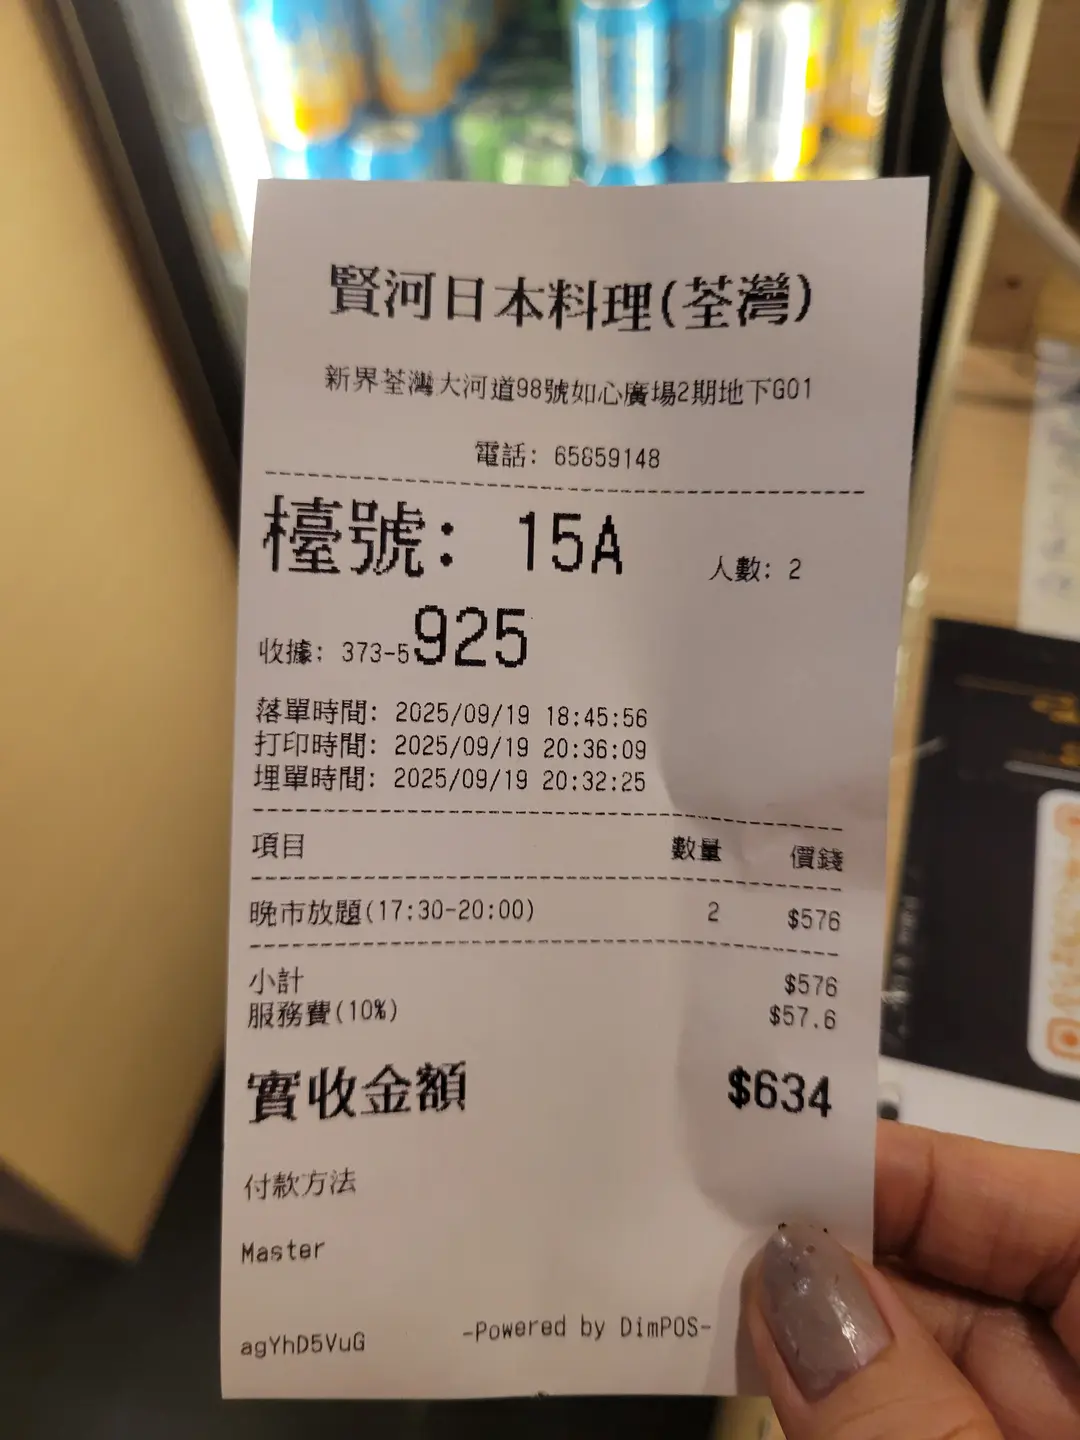 賢河日本料理(荃灣)
新界荃灣大河道98號如心廣場2期地下G01
電話: 65659148
檯號: 15A 人數: 2
收據: 373-5925
落單時間: 2025/09/19 18:45:56
打印時間: 2025/09/19 20:36:09
埋單時間: 2025/09/19 20:32:25
項目 數量 價錢
晚市放題(17:30-20:00) 2 $576
小計 $576
服務費(10%) $57.6
實收金額 $634
付款方法
Master
agYhD5VuG -Powered by DimPOS-